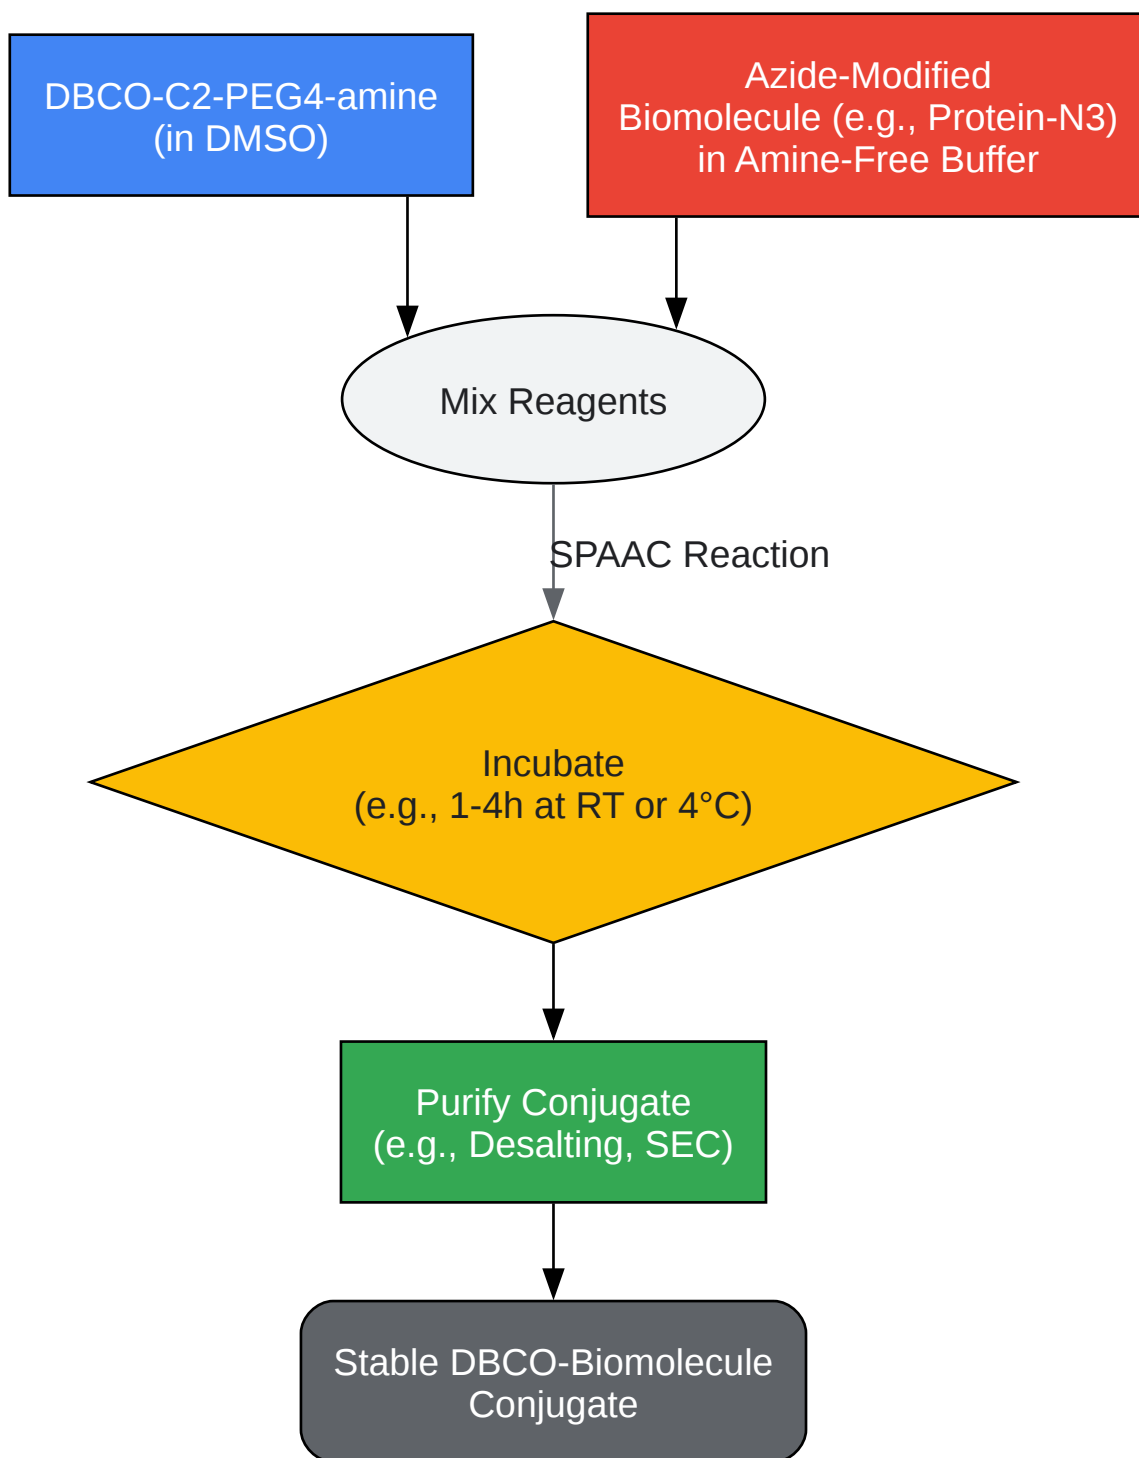 DBCO-C2-PEG4-amine
(in DMSO)
Azide-Modified
Biomolecule (e.g., Protein-N3)
in Amine-Free Buffer
Mix Reagents
SPAAC Reaction
Incubate
(e.g., 1-4h at RT or 4°C)
Purify Conjugate
(e.g., Desalting, SEC)
Stable DBCO-Biomolecule
Conjugate